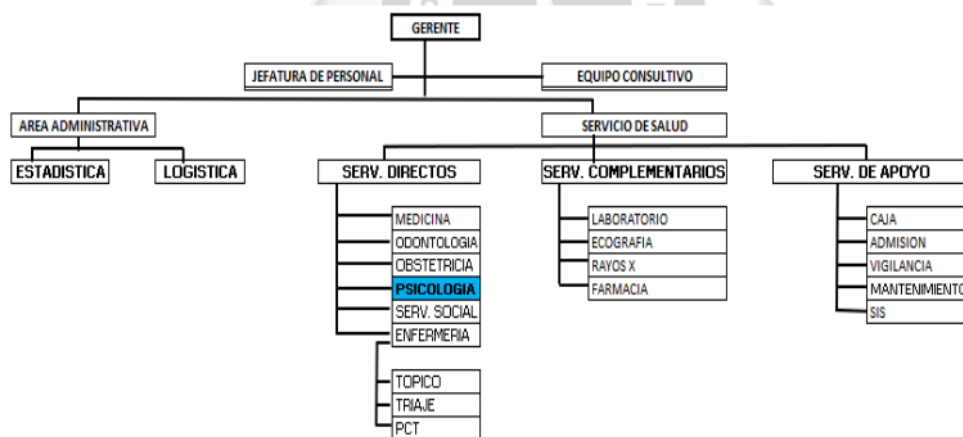 GERENTE
JEFATURA DE PERSONAL
EQUIPO CONSULTIVO
AREA ADMINISTRATIVA
SERVICIO DE SALUD
ESTADISTICA
LOGISTICA
SERV. DIRECTOS
SERV. COMPLEMENTARIOS
SERV. DE APOYO
MEDICINA
ODONTOLOGIA
OBSTETRICIA
PSICOLOGIA
SERV. SOCIAL
ENFERMERIA
TOPICO
TRIAJE
PCT
LABORATORIO
ECOGRAFIA
RAYOS X
FARMACIA
CAJA
ADMISION
VIGILANCIA
MANTENIMIENTO
SIS